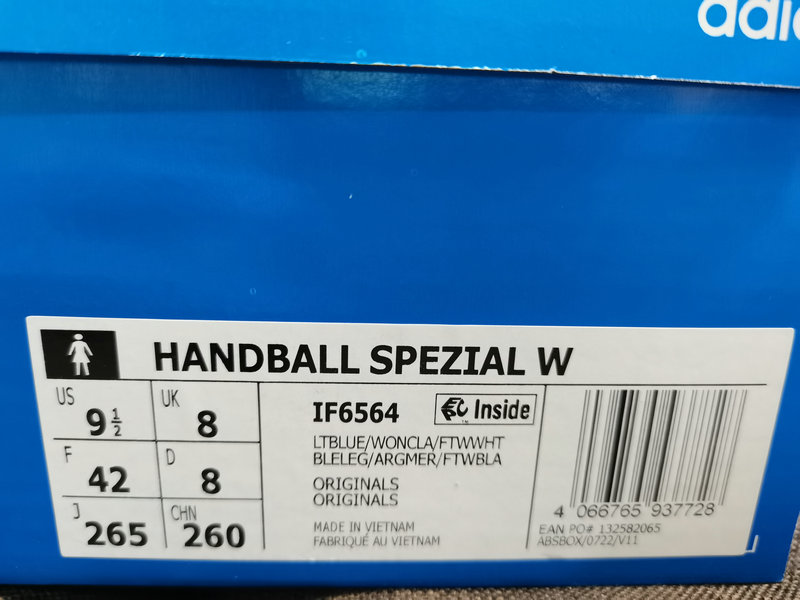 adidas
HANDBALL SPEZIAL W
US 9 1/2 UK 8
F 42 D 8
J 265 CHN 260
IF6564
Inside
LTBLUE/WONCLA/FTWWHT
BLELEG/ARGMER/FTWBLA
ORIGINALS
ORIGINALS
MADE IN VIETNAM
FABRIQUÉ AU VIETNAM
4 066765 937728
EAN PO# 132582065
ABSBOX/0722/V11